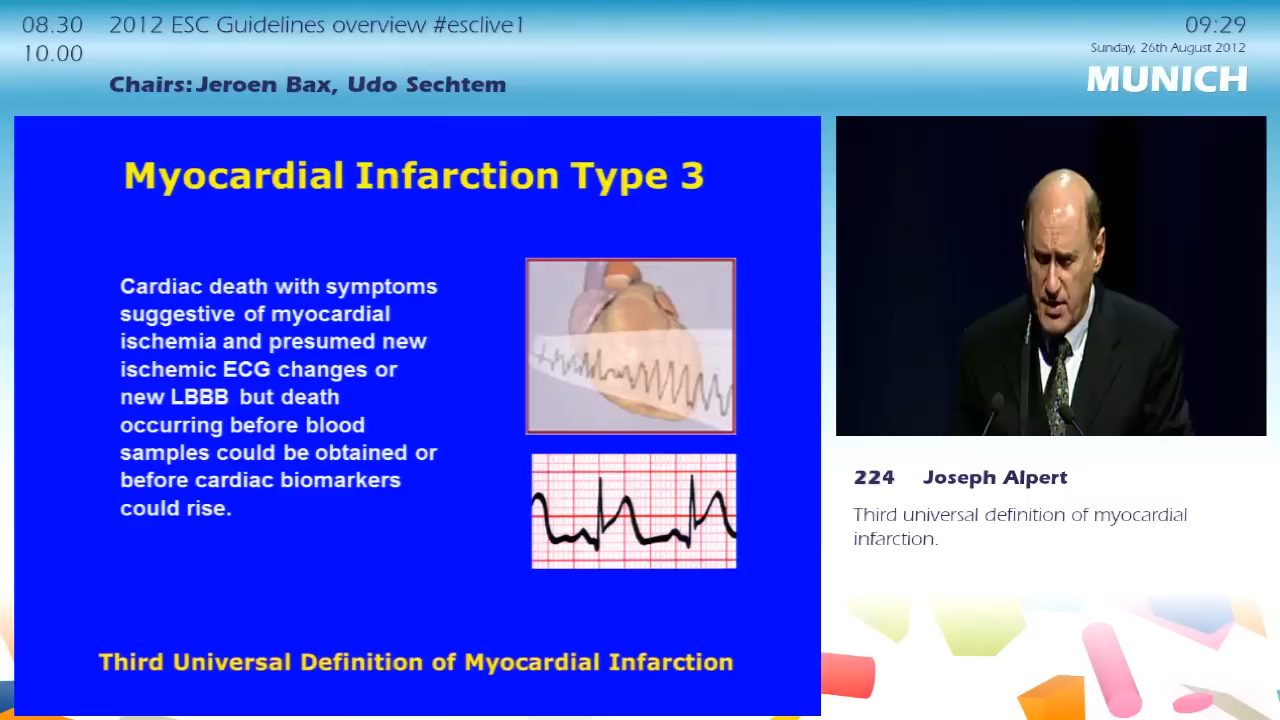 08.30 2012 ESC Guidelines overview #esclive1
10.00
Chairs: Jeroen Bax, Udo Sechtem
09:29
Sunday, 26th August 2012
MUNICH
Myocardial Infarction Type 3
Cardiac death with symptoms
suggestive of myocardial
ischemia and presumed new
ischemic ECG changes or
new LBBB but death
occurring before blood
samples could be obtained or
before cardiac biomarkers
could rise.
Third Universal Definition of Myocardial Infarction
224 Joseph Alpert
Third universal definition of myocardial
infarction.